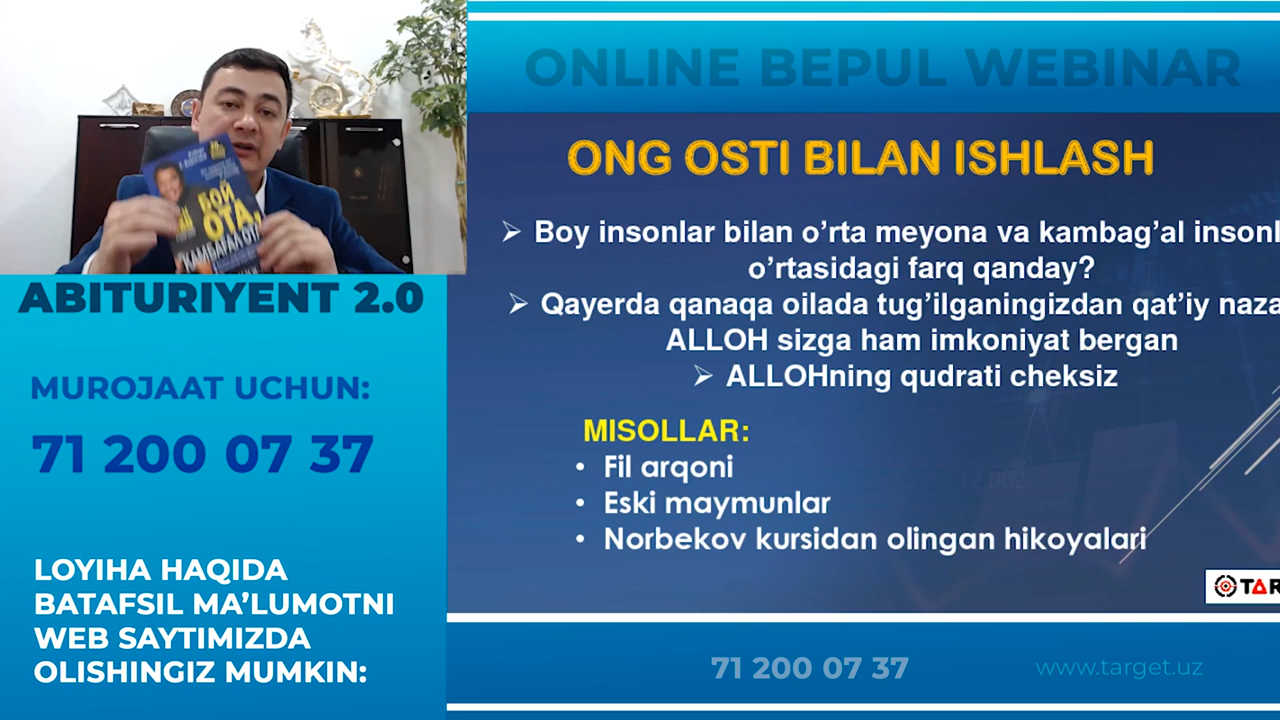 ONLINE BEPUL WEBINAR
ONG OSTI BILAN ISHLASH
Boy insonlar bilan o’rta meyona va kambag’al insonl
o’rtasidagi farq qanday?
Qayerda qanaqa oilada tug’ilganingizdan qat’iy naza
ALLOH sizga ham imkoniyat bergan
ALLOHning qudrati cheksiz
MISOLLAR:
• Fil arqoni
• Eski maymunlar
• Norbekov kursidan olingan hikoyalari
TAR
71 200 07 37
www.target.uz
БОЙ
ОТА,
КАМБАҒАЛ ОТА
ABITURIYENT 2.0
MUROJAAT UCHUN:
71 200 07 37
LOYIHA HAQIDA
BATAFSIL MA’LUMOTNI
WEB SAYTIMIZDA
OLISHINGIZ MUMKIN: